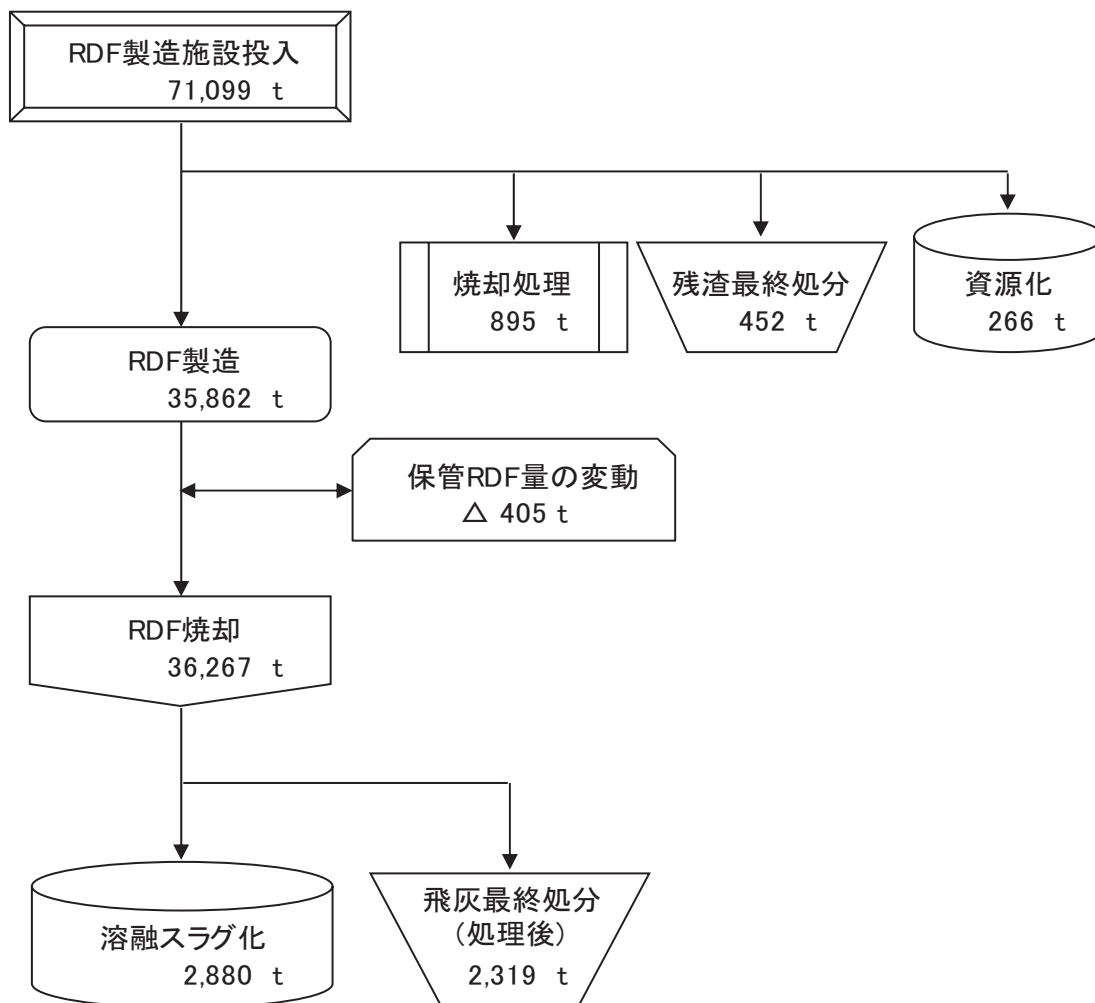 RDF製造施設投入
71,099 t
焼却処理
895 t
残渣最終処分
452 t
資源化
266 t
RDF製造
35,862 t
保管RDF量の変動
△ 405 t
RDF焼却
36,267 t
溶融スラグ化
2,880 t
飛灰最終処分
(処理後)
2,319 t